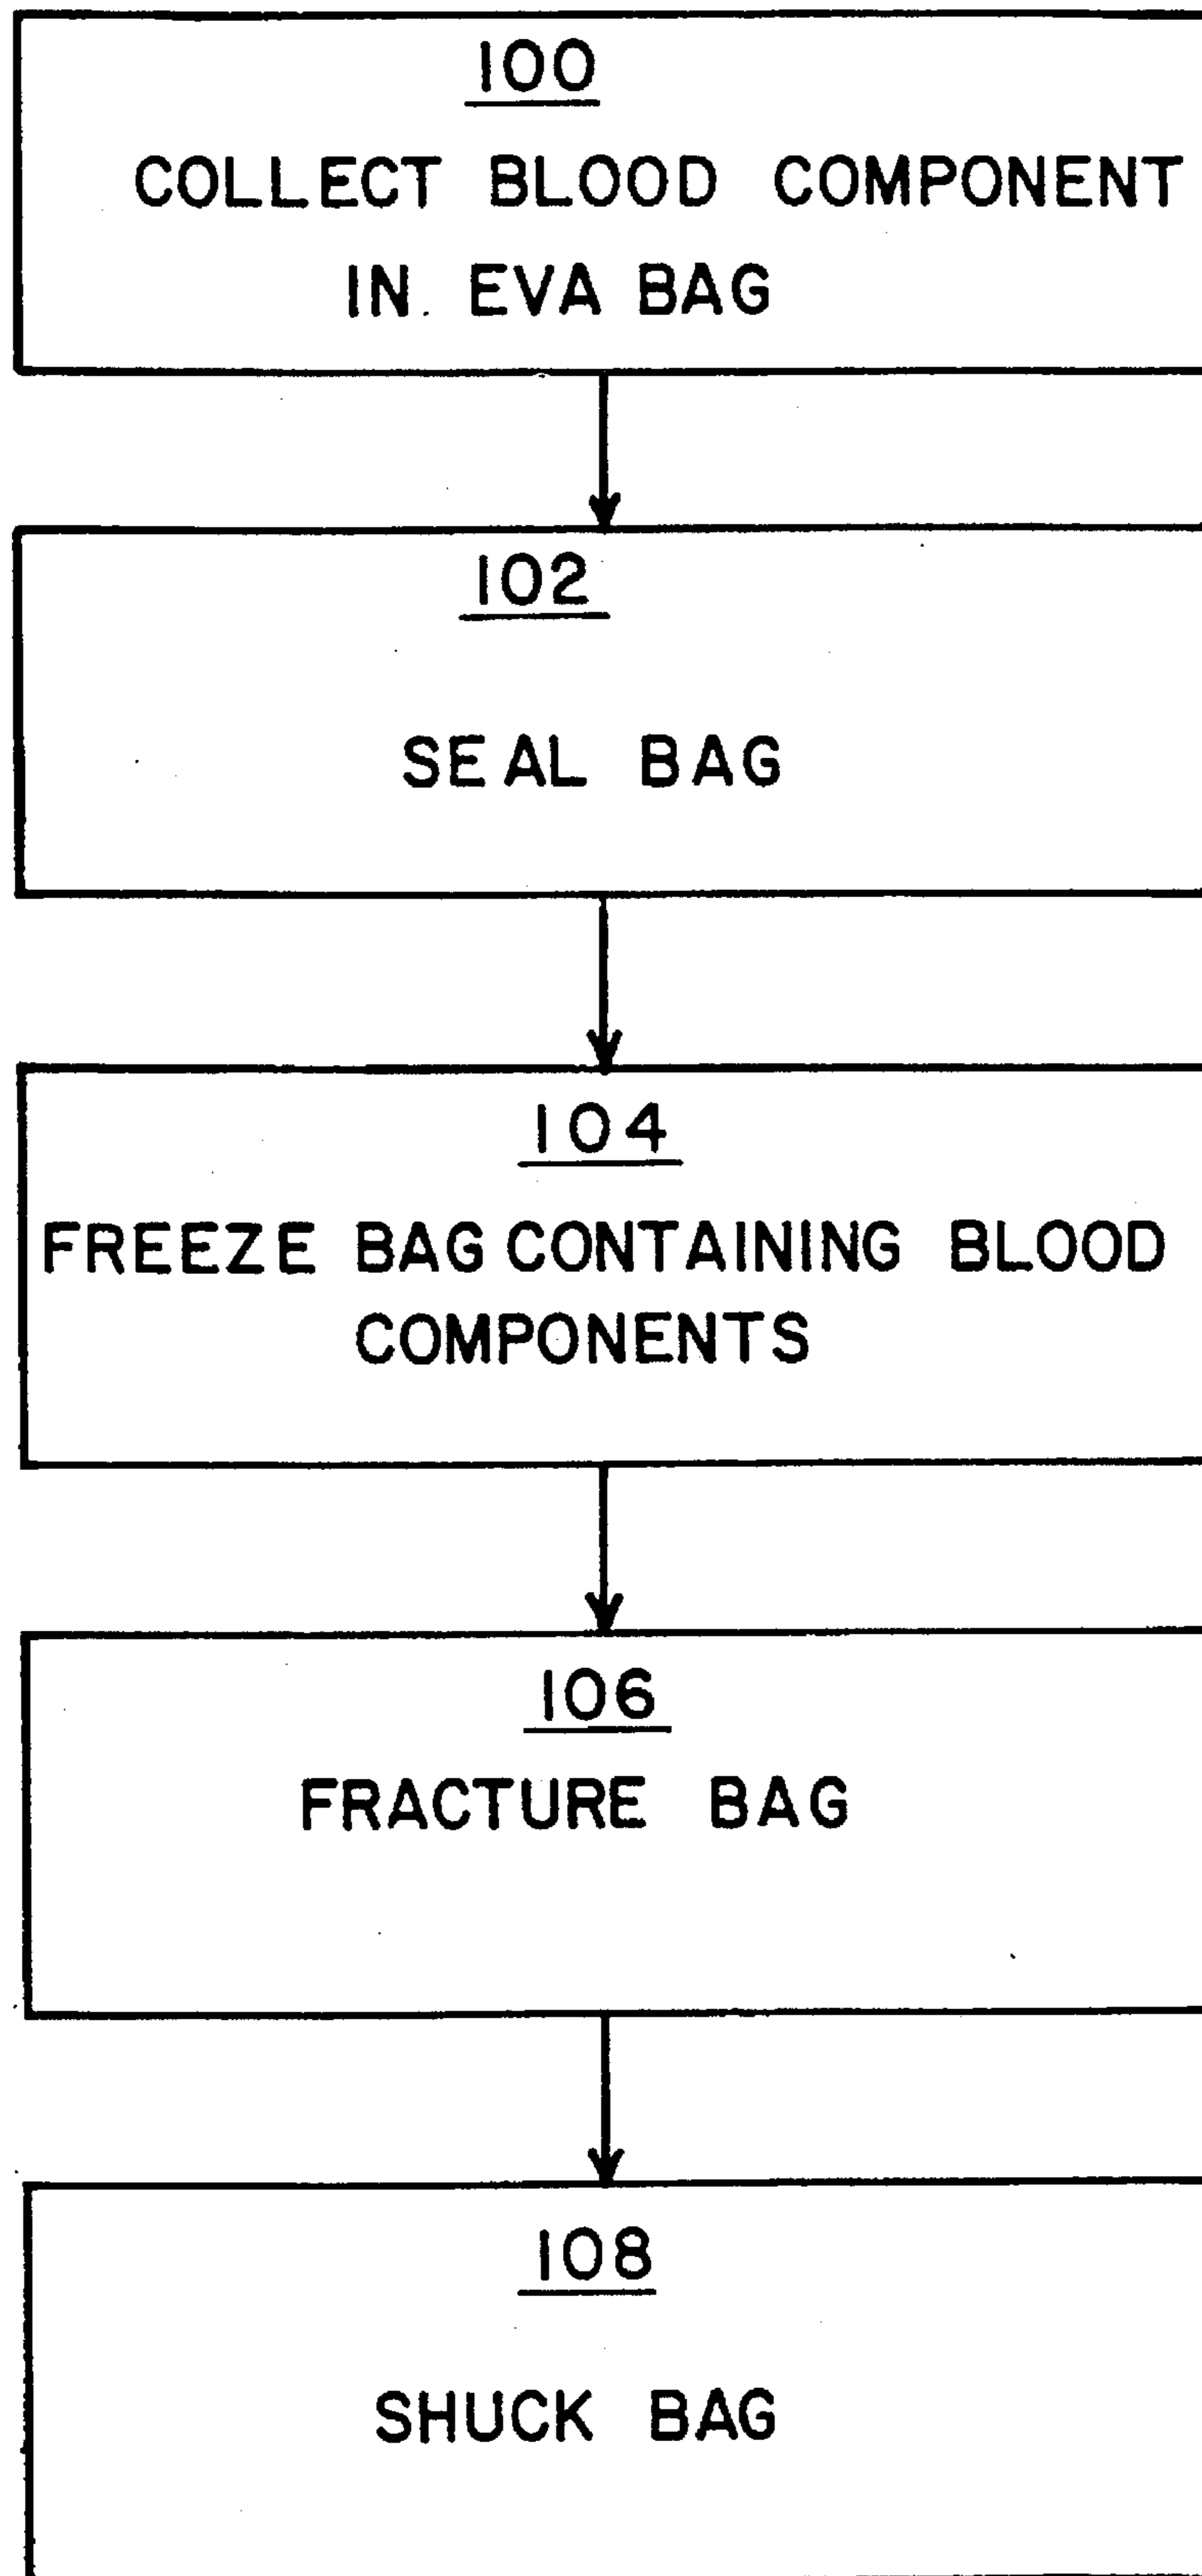 100
COLLECT BLOOD COMPONENT
IN EVA BAG
102
SEAL BAG
104
FREEZE BAG CONTAINING BLOOD
COMPONENTS
106
FRACTURE BAG
108
SHUCK BAG